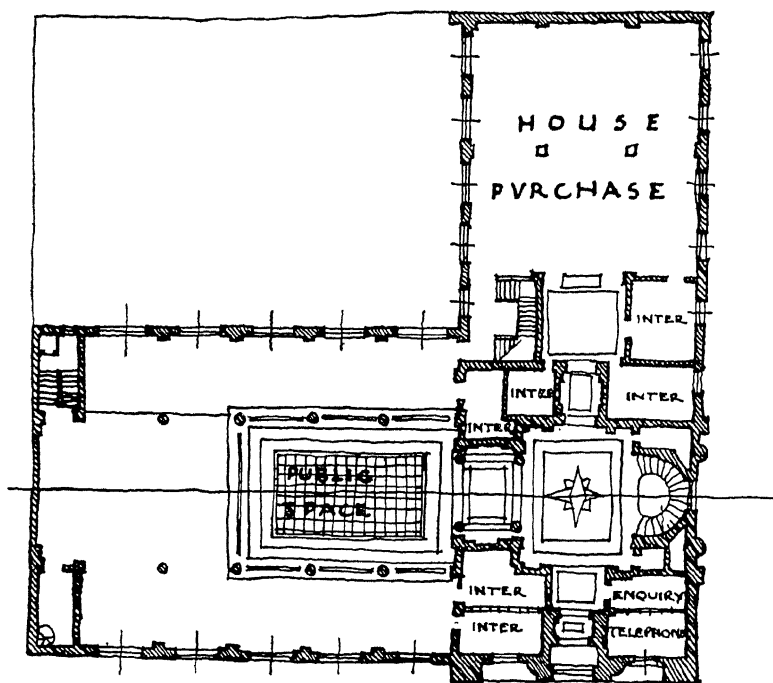 HOUSE
PVRCHASE
INTER
INTER
INTER
INTER
PUBLIC
SPACE
INTER
ENQUIRY
INTER
TELEPHONE